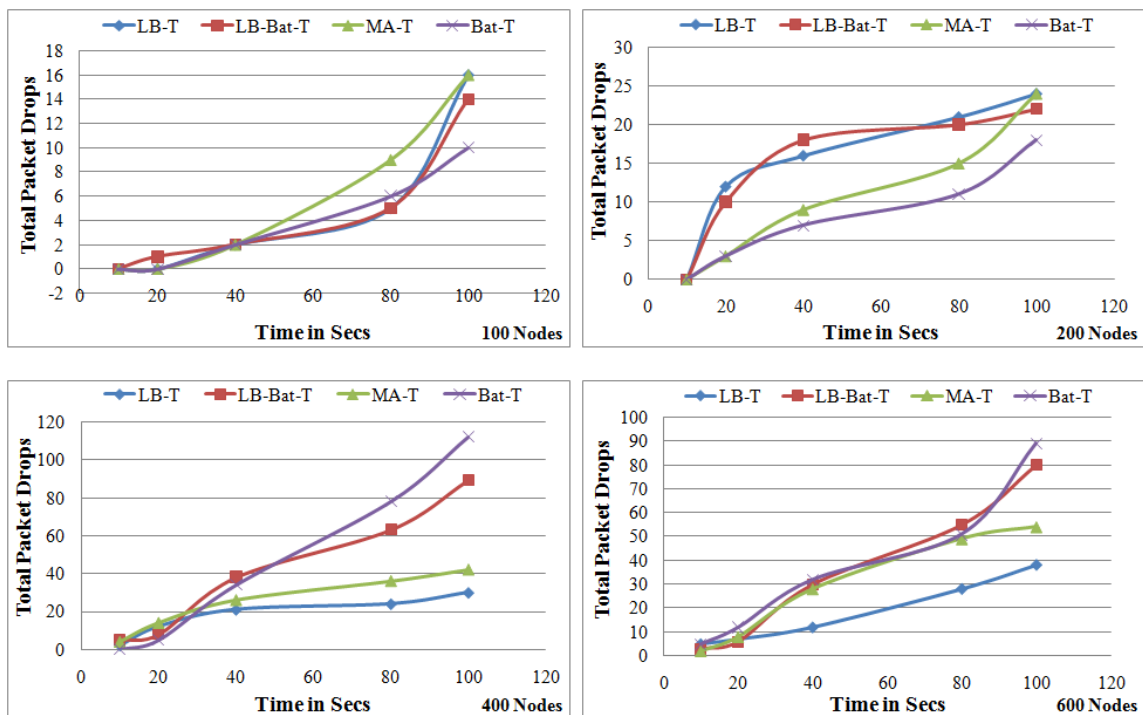 LB-T LB-Bat-T MA-T Bat-T
18
16
14
12
10
8
6
4
2
0
-2
Total Packet Drops
0 20 40 60 80 100 120
Time in Secs
100 Nodes
LB-T LB-Bat-T MA-T Bat-T
30
25
20
15
10
5
0
Total Packet Drops
0 20 40 60 80 100 120
Time in Secs
200 Nodes
LB-T LB-Bat-T MA-T Bat-T
120
100
80
60
40
20
0
Total Packet Drops
0 20 40 60 80 100 120
Time in Secs
400 Nodes
LB-T LB-Bat-T MA-T Bat-T
100
90
80
70
60
50
40
30
20
10
0
Total Packet Drops
0 20 40 60 80 100 120
Time in Secs
600 Nodes